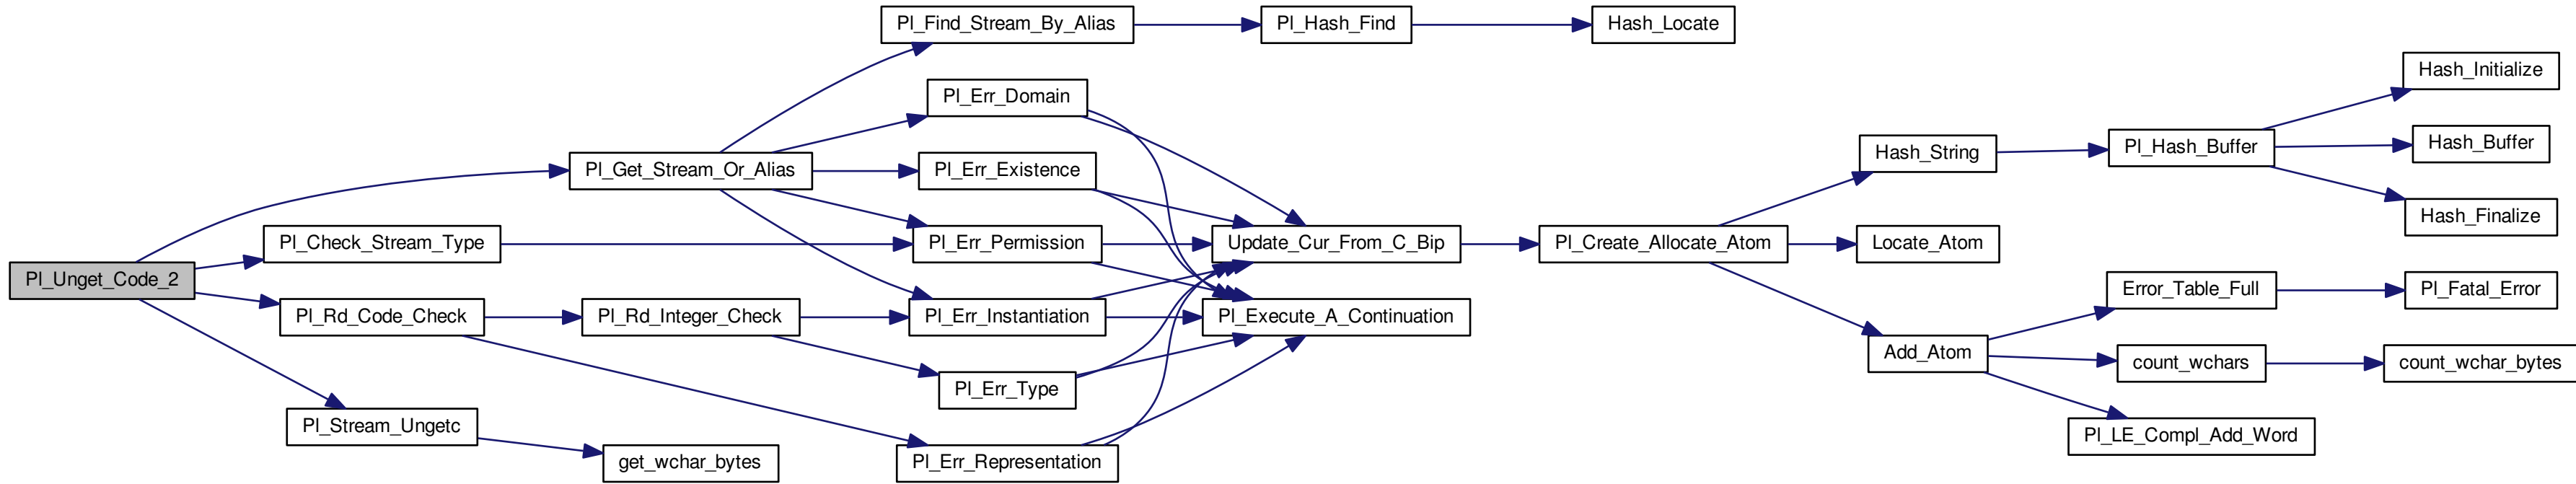 Pl_Unget_Code_2
Pl_Get_Stream_Or_Alias
Pl_Check_Stream_Type
Pl_Rd_Code_Check
Pl_Stream_Ungetc
Pl_Rd_Integer_Check
get_wchar_bytes
Pl_Find_Stream_By_Alias
Pl_Err_Domain
Pl_Err_Existence
Pl_Err_Permission
Pl_Err_Instantiation
Pl_Err_Type
Pl_Err_Representation
Pl_Hash_Find
Update_Cur_From_C_Bip
Pl_Execute_A_Continuation
Hash_Locate
Pl_Create_Allocate_Atom
Hash_String
Locate_Atom
Add_Atom
Pl_Hash_Buffer
Error_Table_Full
count_wchars
Pl_LE_Compl_Add_Word
Hash_Initialize
Hash_Buffer
Hash_Finalize
Pl_Fatal_Error
count_wchar_bytes